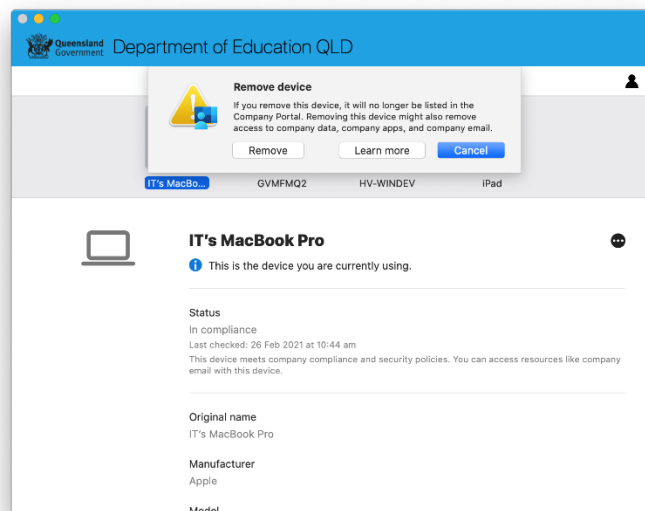 Queensland
Government
Department of Education QLD
Remove device
If you remove this device, it will no longer be listed in the
Company Portal. Removing this device might also remove
access to company data, company apps, and company email.
Remove
Learn more
Cancel
IT's MacBo...
GVMFMQ2
HV-WINDEV
iPad
IT's MacBook Pro
This is the device you are currently using.
Status
In compliance
Last checked: 26 Feb 2021 at 10:44 am
This device meets company compliance and security policies. You can access resources like company
email with this device.
Original name
IT's MacBook Pro
Manufacturer
Apple
Model